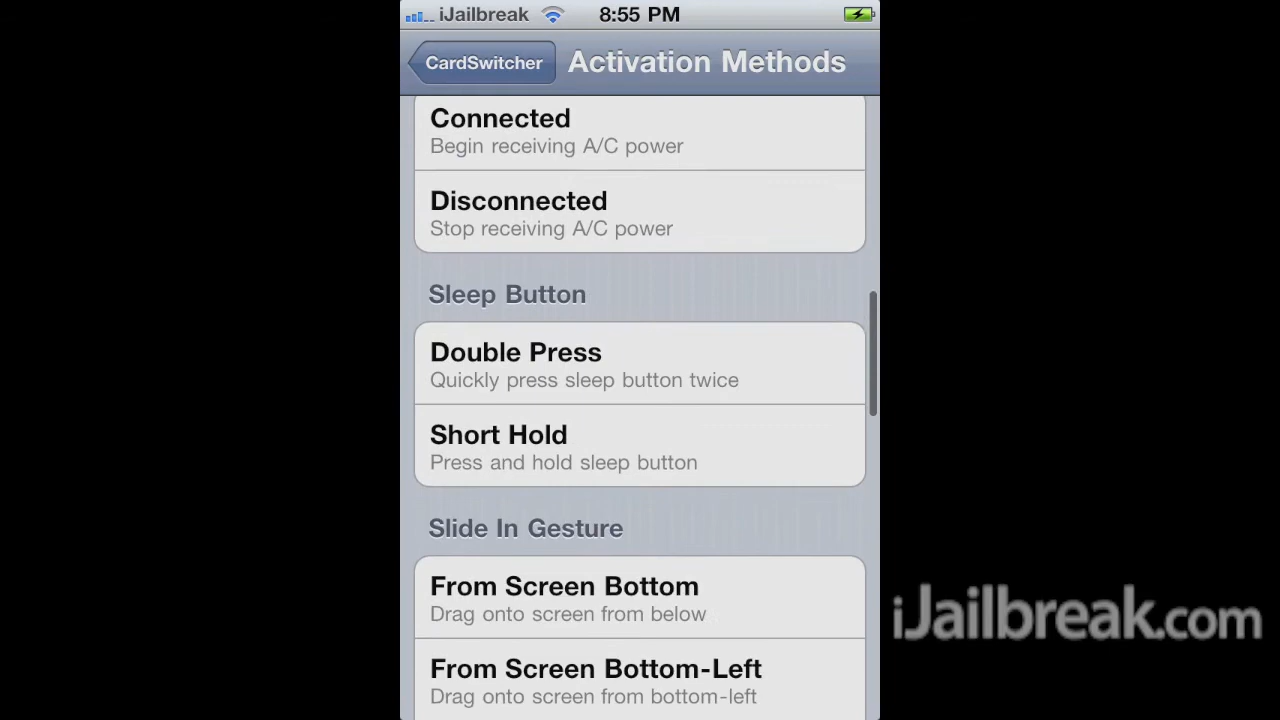 iJailbreak
8:55 PM
CardSwitcher
Activation Methods
Connected
Begin receiving A/C power
Disconnected
Stop receiving A/C power
Sleep Button
Double Press
Quickly press sleep button twice
Short Hold
Press and hold sleep button
Slide In Gesture
From Screen Bottom
Drag onto screen from below
From Screen Bottom-Left
Drag onto screen from bottom-left
iJailbreak.com